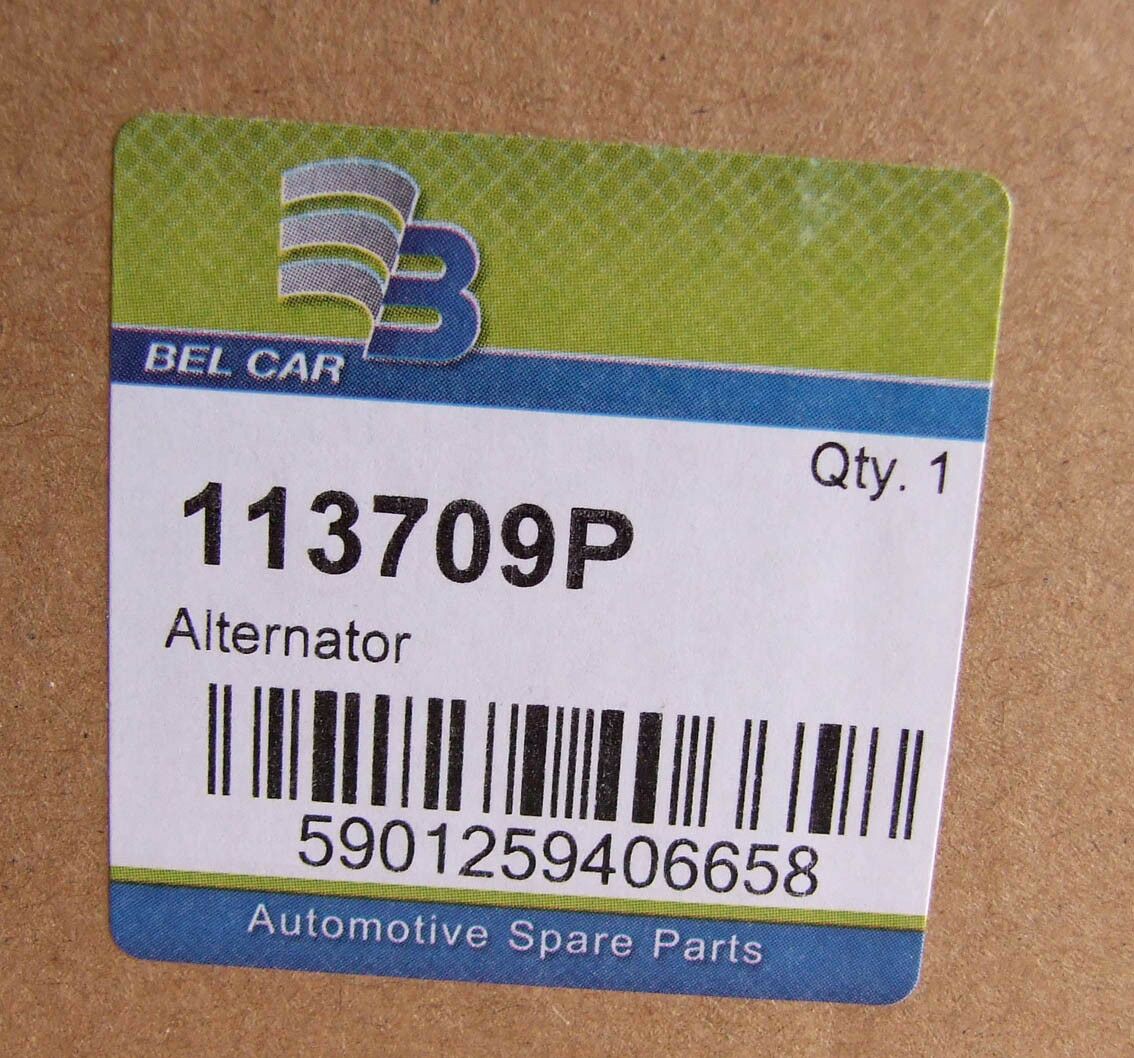 B
BEL CAR
Qty. 1
113709P
Alternator
5901259406658
Automotive Spare Parts